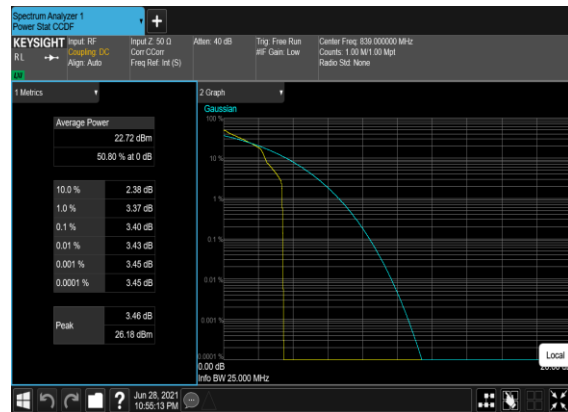 Spectrum Analyzer 1
Power Stat CCDF
+
KEYSIGHT
RL
Input: RF
Coupling: DC
Align: Auto
Input Z: 50 Ω
Corr CCorr
Freq Ref: Int (S)
Atten: 40 dB
Trig: Free Run
#IF Gain: Low
Center Freq: 839.000000 MHz
Counts: 1.00 M/1.00 Mpt
Radio Std: None
LW
1 Metrics
Average Power
22.72 dBm
50.80 % at 0 dB
10.0 % 2.38 dB
1.0 % 3.37 dB
0.1 % 3.40 dB
0.01 % 3.43 dB
0.001 % 3.45 dB
0.0001 % 3.45 dB
Peak
3.46 dB
26.18 dBm
2 Graph
Gaussian
100 %
10 %
1 %
0.1 %
0.01 %
0.001 %
0.0001 %
0.00 dB
Info BW 25.000 MHz
Local
?
Jun 28, 2021
10:55:13 PM